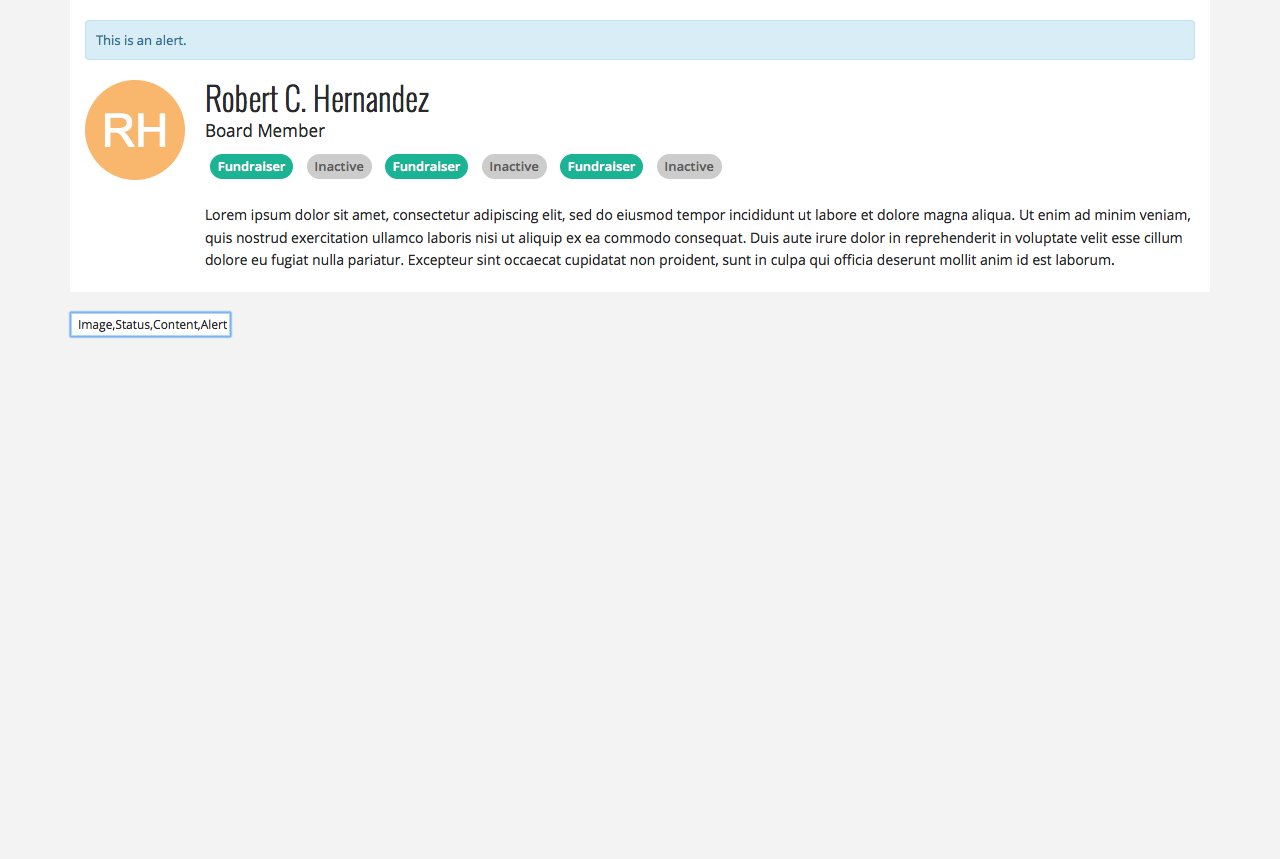 This is an alert.
RH
Robert C. Hernandez
Board Member
Fundraiser Inactive Fundraiser Inactive Fundraiser Inactive
Lorem ipsum dolor sit amet, consectetur adipiscing elit, sed do eiusmod tempor incididunt ut labore et dolore magna aliqua. Ut enim ad minim veniam,
quis nostrud exercitation ullamco laboris nisi ut aliquip ex ea commodo consequat. Duis aute irure dolor in reprehenderit in voluptate velit esse cillum
dolore eu fugiat nulla pariatur. Excepteur sint occaecat cupidatat non proident, sunt in culpa qui officia deserunt mollit anim id est laborum.
Image,Status,Content,Alert